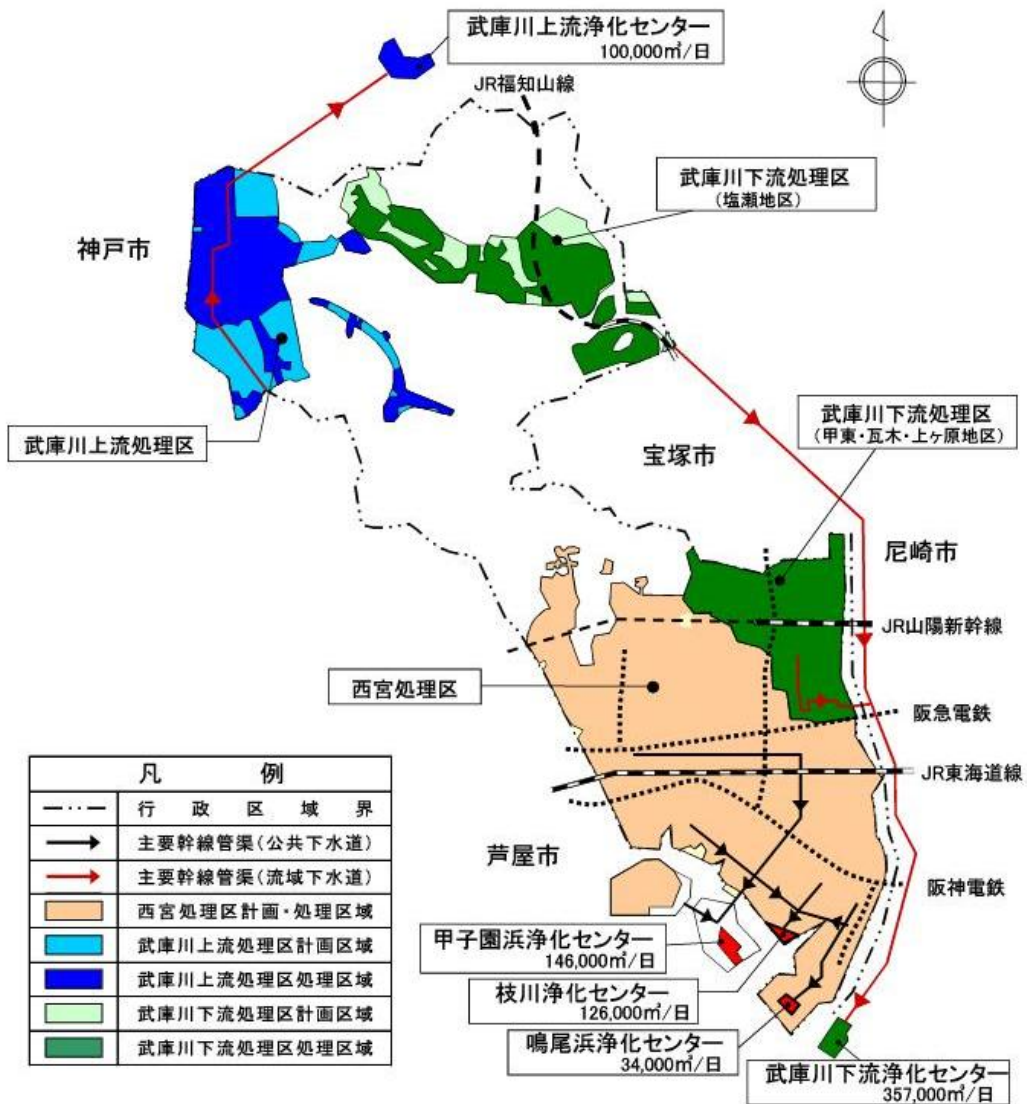 武庫川上流浄化センター
100,000㎥/日
JR福知山線
武庫川下流処理区
(塩瀬地区)
神戸市
武庫川上流処理区
武庫川下流処理区
(甲東・瓦木・上ヶ原地区)
宝塚市
尼崎市
JR山陽新幹線
西宮処理区
阪急電鉄
JR東海道線
凡例
行政区域界
主要幹線管渠(公共下水道)
主要幹線管渠(流域下水道)
西宮処理区計画・処理区域
武庫川上流処理区計画区域
武庫川上流処理区処理区域
武庫川下流処理区計画区域
武庫川下流処理区処理区域
芦屋市
阪神電鉄
甲子園浜浄化センター
146,000㎥/日
枝川浄化センター
126,000㎥/日
鳴尾浜浄化センター
34,000㎥/日
武庫川下流浄化センター
357,000㎥/日